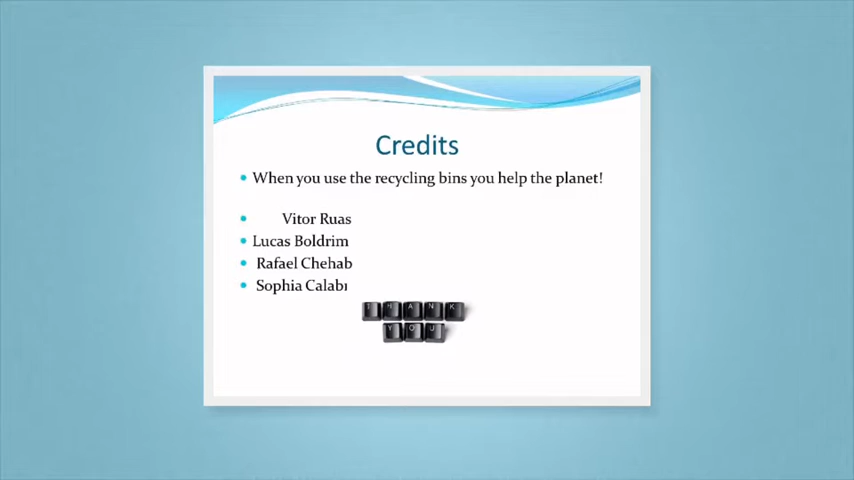 Credits
When you use the recycling bins you help the planet!
Vitor Ruas
Lucas Boldrim
Rafael Chehab
Sophia Calabı
THANK
YOU